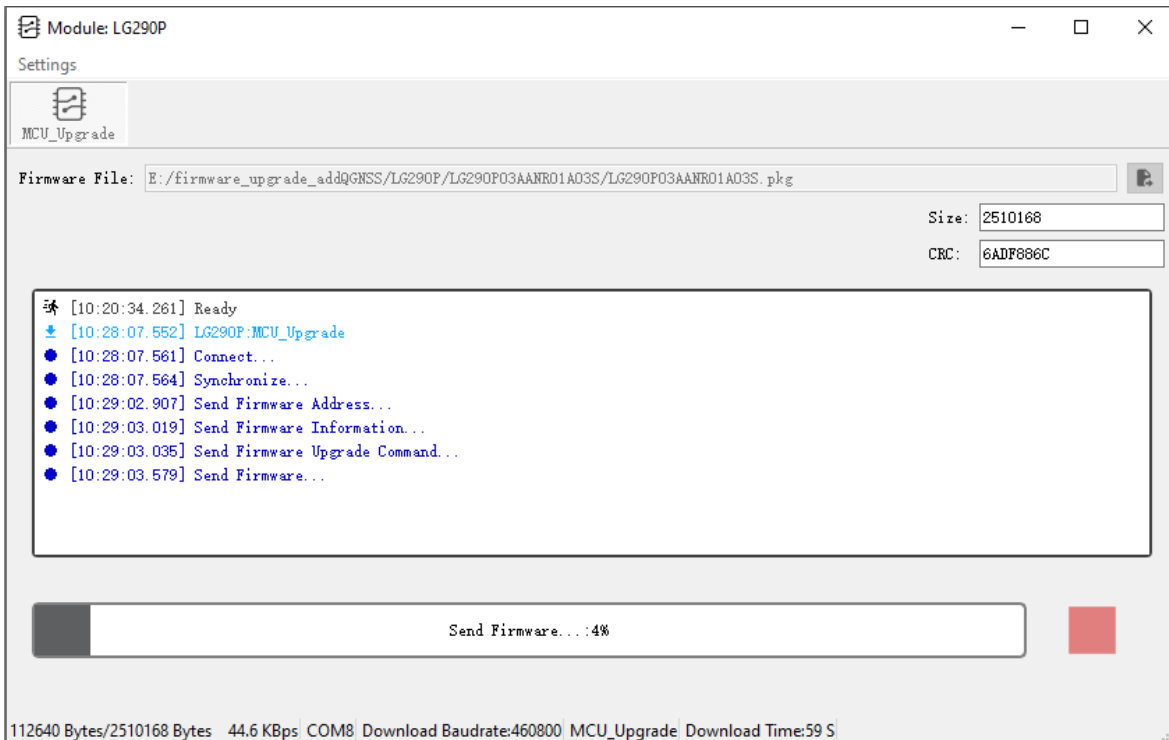 Module: LG290P
Settings
MCU_Upgrade
Firmware File: E:/firmware_upgrade_addQGNSS/LG290P/LG290P03AANR01A03S/LG290P03AANR01A03S.pkg
Size: 2510168
CRC: 6ADF886C
[10:20:34.261] Ready
[10:28:07.552] LG290P:MCU_Upgrade
[10:28:07.561] Connect...
[10:28:07.564] Synchronize...
[10:29:02.907] Send Firmware Address...
[10:29:03.019] Send Firmware Information...
[10:29:03.035] Send Firmware Upgrade Command...
[10:29:03.579] Send Firmware...
Send Firmware...:4%
112640 Bytes/2510168 Bytes 44.6 KBps COM8 Download Baudrate:460800 MCU_Upgrade Download Time:59 S